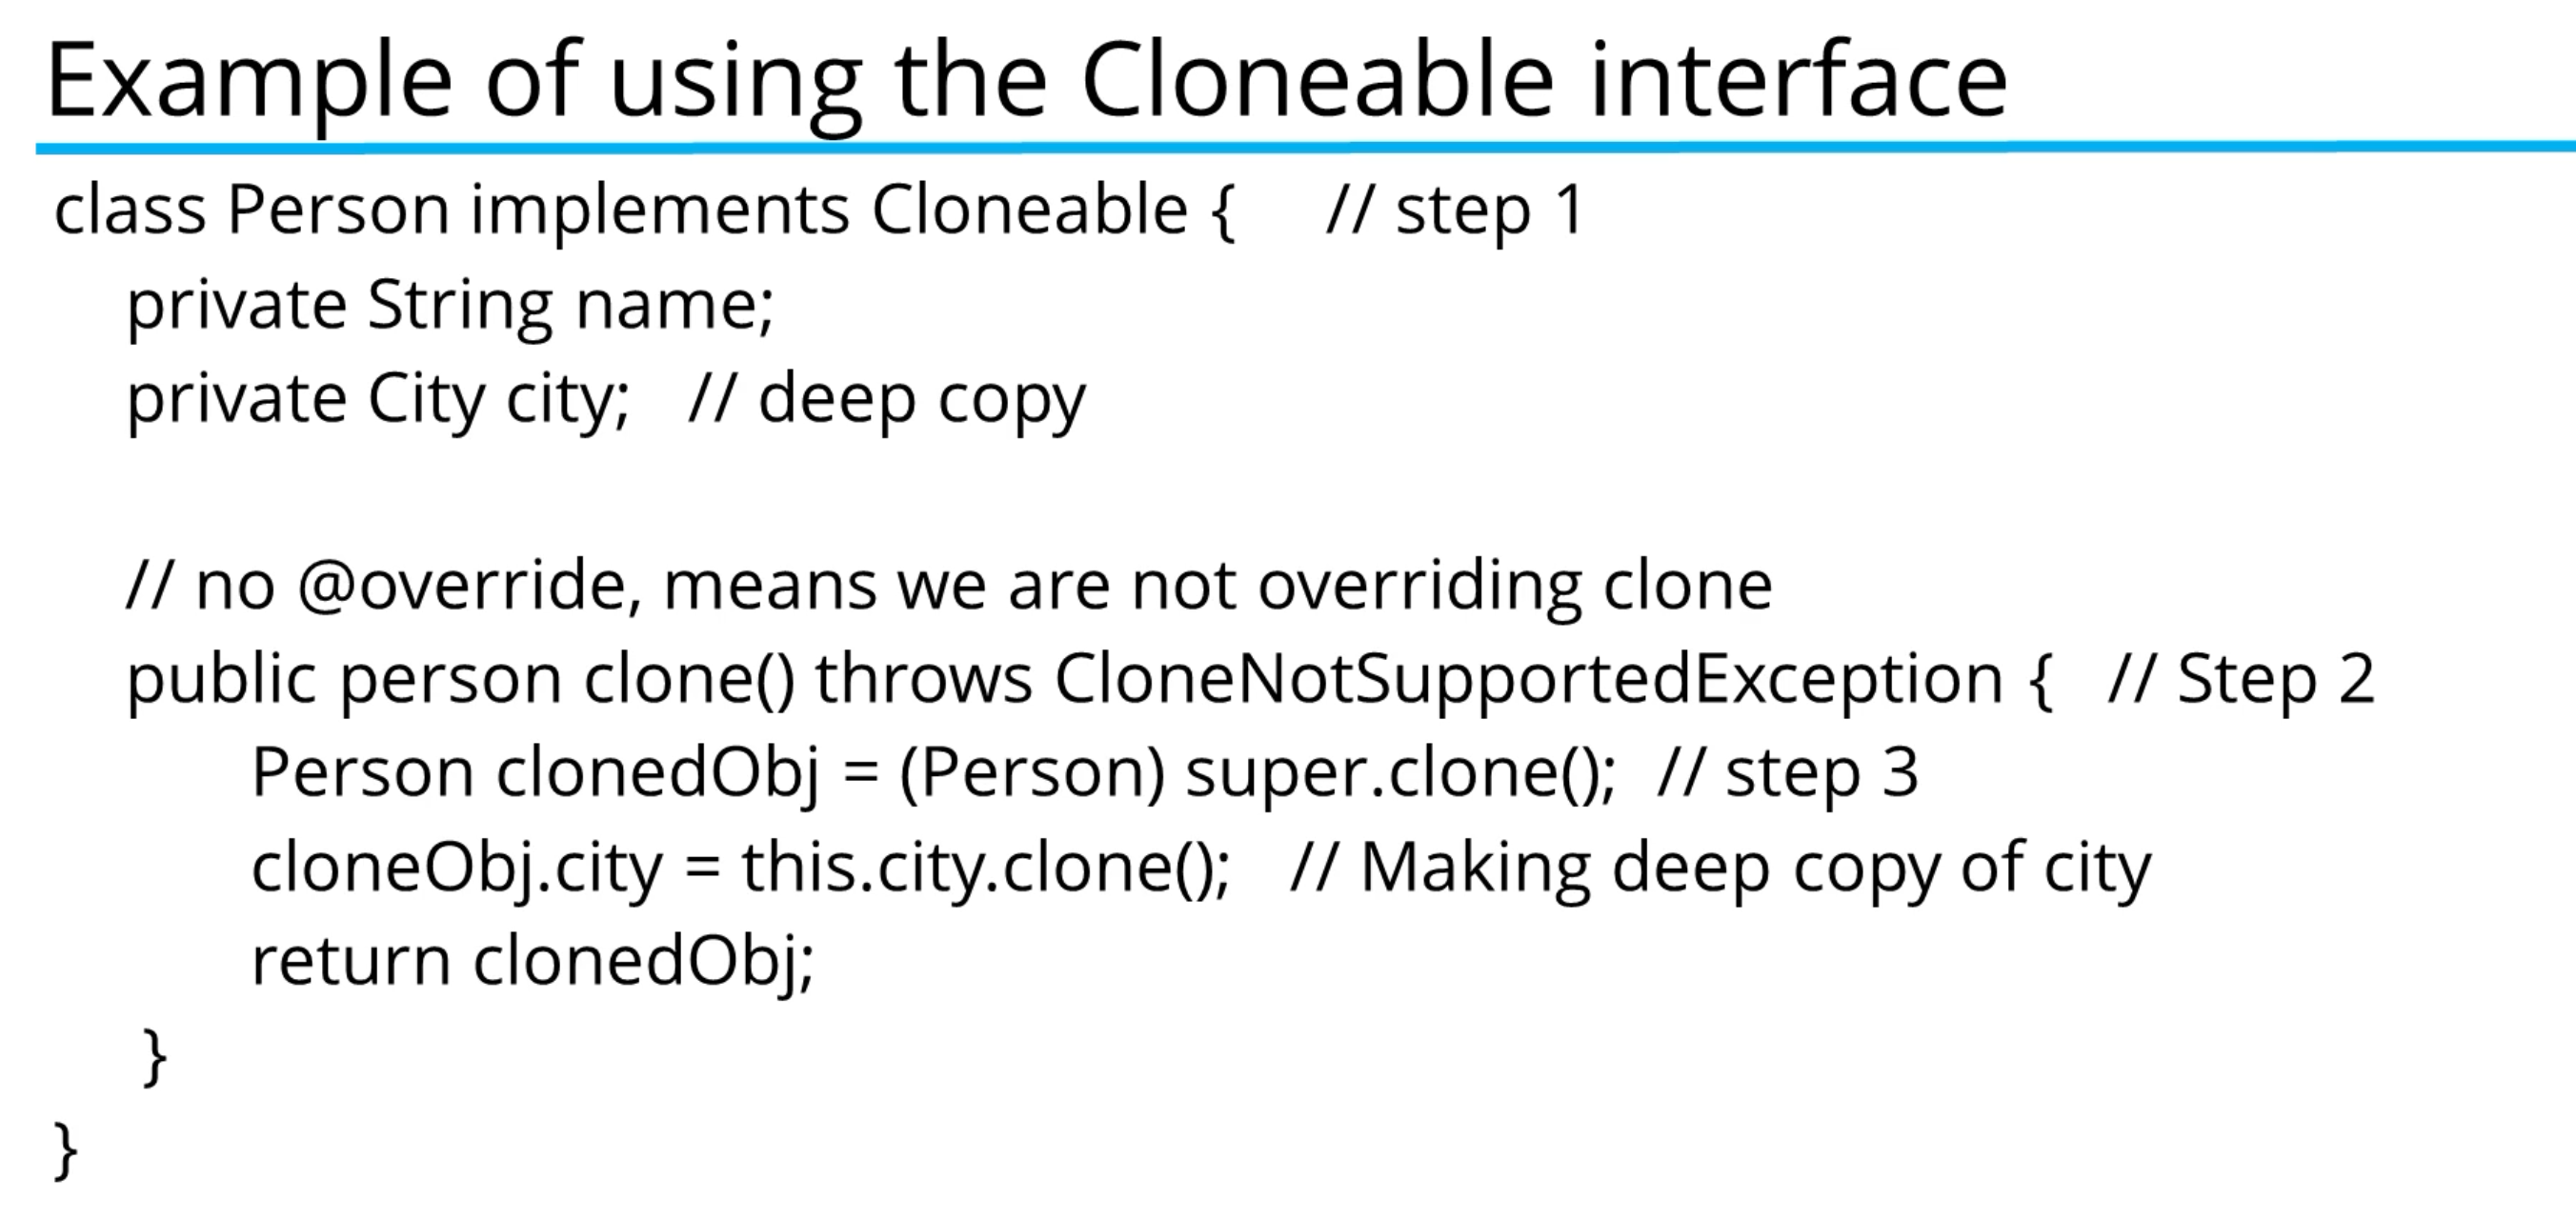 Example of using the Cloneable interface
class Person implements Cloneable { // step 1
private String name;
private City city; // deep copy
// no @override, means we are not overriding clone
public person clone() throws CloneNotSupportedException { // Step 2
Person clonedObj = (Person) super.clone(); // step 3
cloneObj.city = this.city.clone(); // Making deep copy of city
return clonedObj;
}
}